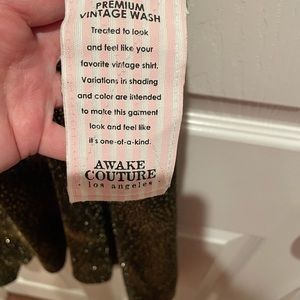 PREMIUM
VINTAGE WASH
Treated to look
and feel like your
favorite vintage shirt.
Variations in shading
and color are intended
to make this garment
look and feel like
it's one-of-a-kind.
AWAKE
COUTURE
· los angeles ·